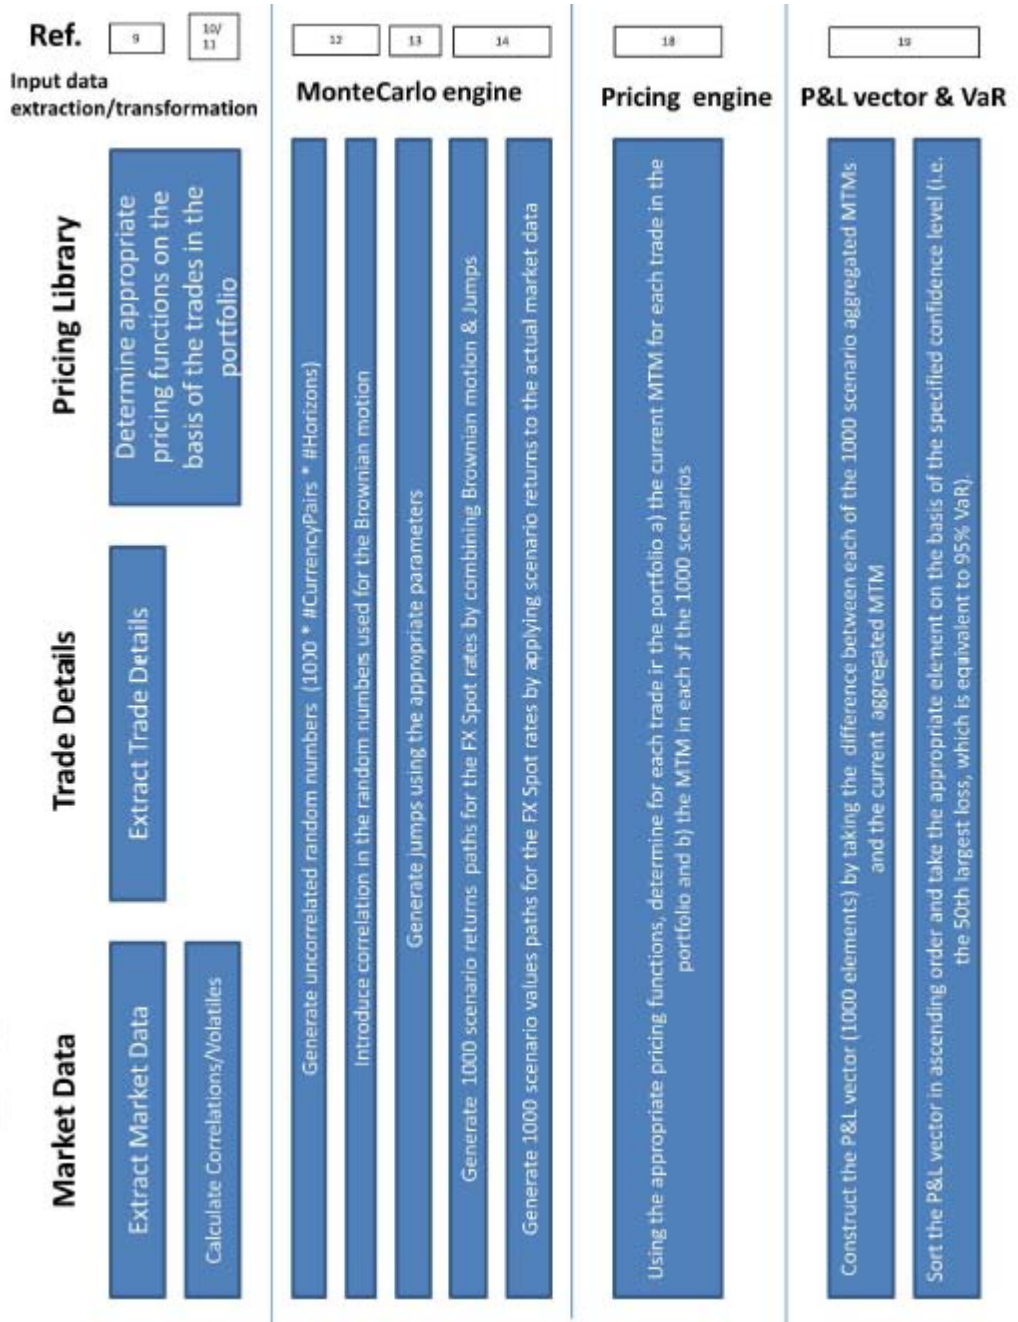 Ref.
9
10/
11
12
13
14
18
19
Input data
extraction/transformation
MonteCarlo engine
Pricing engine
P&L vector & VaR
Pricing Library
Determine appropriate
pricing functions on the
basis of the trades in the
portfolio
Trade Details
Extract Trade Details
Market Data
Extract Market Data
Calculate Correlations/Volatiles
Generate uncorrelated random numbers (1000 * #CurrencyPairs * #Horizons)
Introduce correlation in the random numbers used for the Brownian motion
Generate jumps using the appropriate parameters
Generate 1000 scenario returns paths for the FX Spot rates by combining Brownian motion & Jumps
Generate 1000 scenario values paths for the FX Spot rates by applying scenario returns to the actual market data
Using the appropriate pricing functions, determine for each trade in the portfolio a) the current MTM for each trade in the
portfolio and b) the MTM in each of the 1000 scenarios
Construct the P&L vector (1000 elements) by taking the difference between each of the 1000 scenario aggregated MTMs
and the current aggregated MTM
Sort the P&L vector in ascending order and take the appropriate element on the basis of the specified confidence level (i.e.
the 50th largest loss, which is equivalent to 95% VaR).